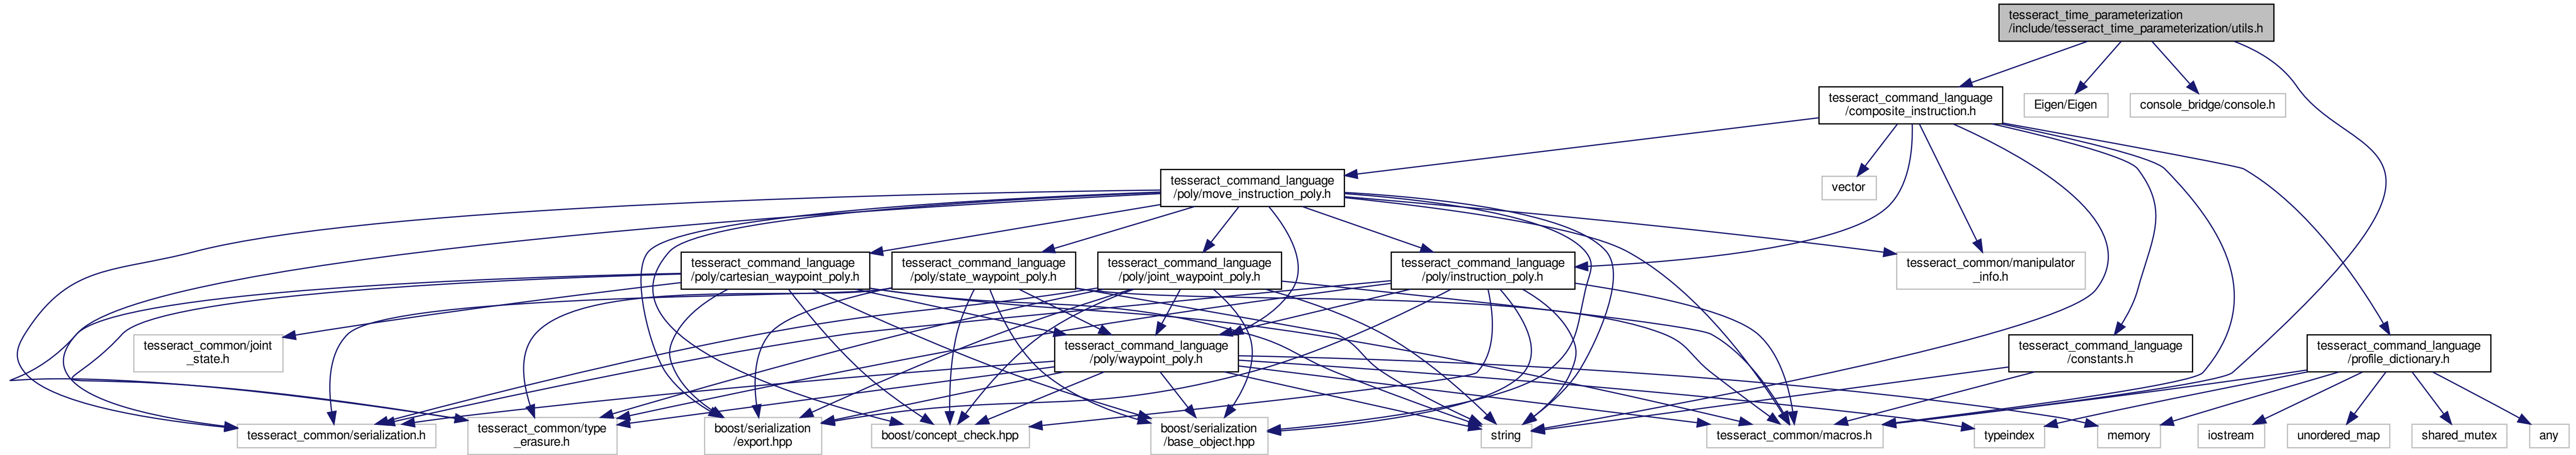 tesseract_time_parameterization
/include/tesseract_time_parameterization/utils.h
tesseract_command_language
/composite_instruction.h
Eigen/Eigen
console_bridge/console.h
tesseract_command_language
/poly/move_instruction_poly.h
vector
tesseract_command_language
/poly/cartesian_waypoint_poly.h
tesseract_command_language
/poly/state_waypoint_poly.h
tesseract_command_language
/poly/joint_waypoint_poly.h
tesseract_command_language
/poly/instruction_poly.h
tesseract_common/manipulator
_info.h
tesseract_common/joint
_state.h
tesseract_command_language
/poly/waypoint_poly.h
tesseract_command_language
/constants.h
tesseract_command_language
/profile_dictionary.h
tesseract_common/serialization.h
tesseract_common/type
_erasure.h
boost/serialization
/export.hpp
boost/concept_check.hpp
boost/serialization
/base_object.hpp
string
tesseract_common/macros.h
typeindex
memory
iostream
unordered_map
shared_mutex
any